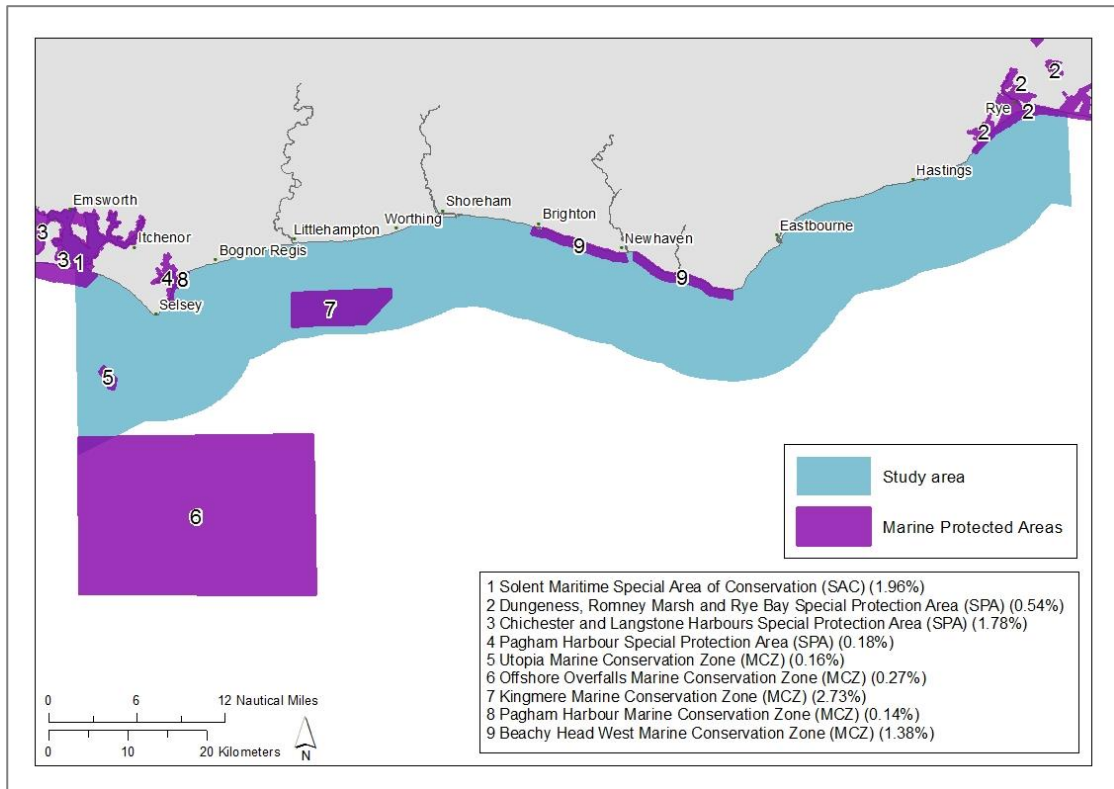 2
2
Rye
2
2
Hastings
Emsworth
3
Itchenor
3
1
4
8
Selsey
Bognor Regis
Littlehampton
Worthing
Shoreham
Brighton
9
Newhaven
9
Eastbourne
7
5
6
Study area
Marine Protected Areas
1 Solent Maritime Special Area of Conservation (SAC) (1.96%)
2 Dungeness, Romney Marsh and Rye Bay Special Protection Area (SPA) (0.54%)
3 Chichester and Langstone Harbours Special Protection Area (SPA) (1.78%)
4 Pagham Harbour Special Protection Area (SPA) (0.18%)
5 Utopia Marine Conservation Zone (MCZ) (0.16%)
6 Offshore Overfalls Marine Conservation Zone (MCZ) (0.27%)
7 Kingmere Marine Conservation Zone (MCZ) (2.73%)
8 Pagham Harbour Marine Conservation Zone (MCZ) (0.14%)
9 Beachy Head West Marine Conservation Zone (MCZ) (1.38%)
0 6 12 Nautical Miles
0 10 20 Kilometers
N